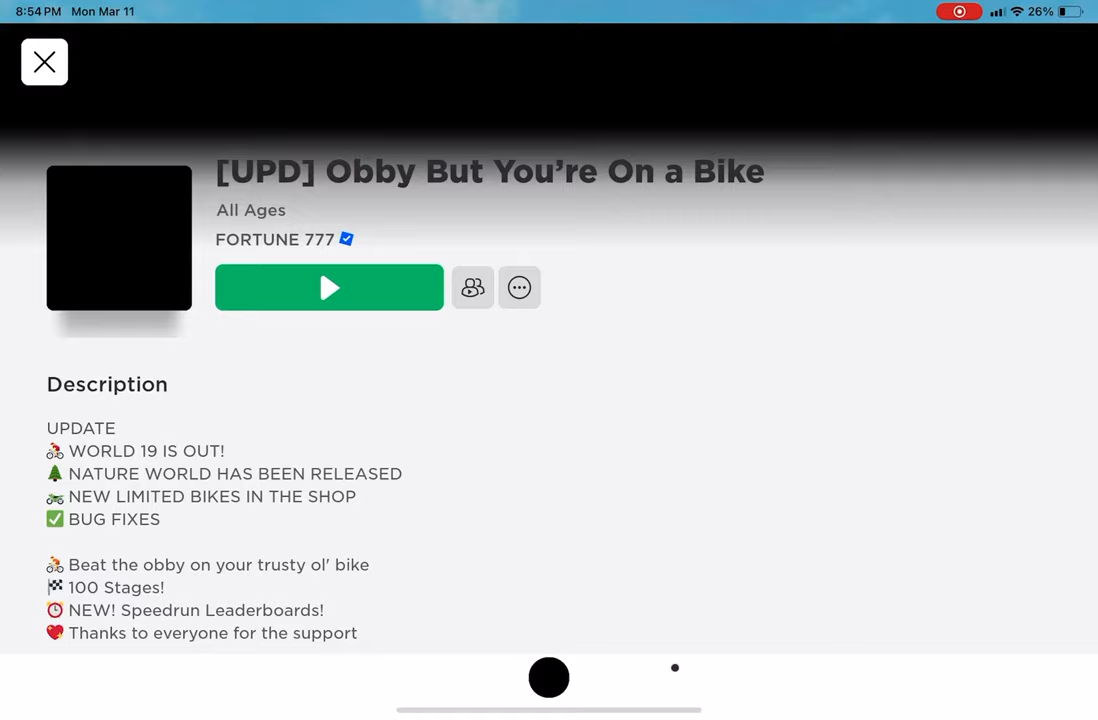 8:54 PM Mon Mar 11
26%
[UPD] Obby But You’re On a Bike
All Ages
FORTUNE 777
Description
UPDATE
🚴 WORLD 19 IS OUT!
🌲 NATURE WORLD HAS BEEN RELEASED
🏍️ NEW LIMITED BIKES IN THE SHOP
✅ BUG FIXES
🚴 Beat the obby on your trusty ol' bike
🏁 100 Stages!
⏰ NEW! Speedrun Leaderboards!
💖 Thanks to everyone for the support